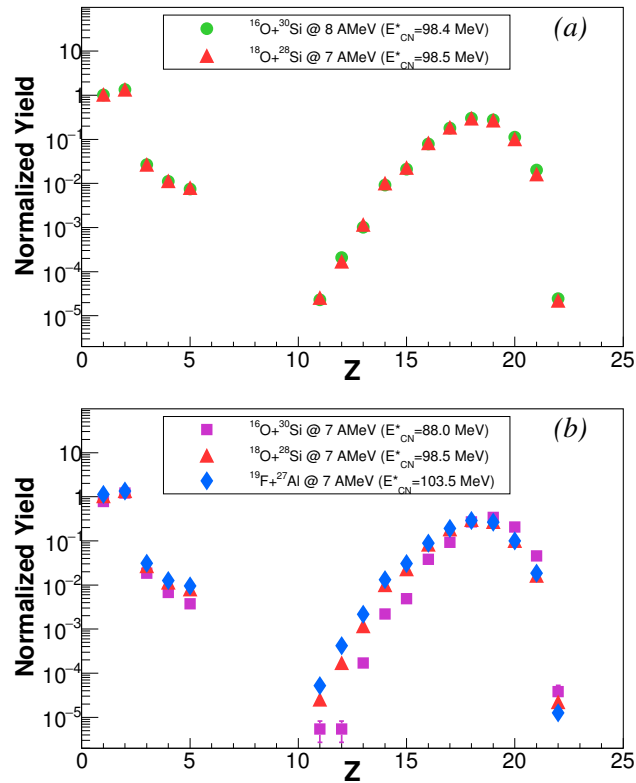 (a)
16O+30Si @ 8 AMeV (E*CN=98.4 MeV)
18O+28Si @ 7 AMeV (E*CN=98.5 MeV)
Normalized Yield
1
10−1
10−2
10−3
10−4
10−5
0 5 10 15 20 25
Z
(b)
16O+30Si @ 7 AMeV (E*CN=88.0 MeV)
18O+28Si @ 7 AMeV (E*CN=98.5 MeV)
19F+27Al @ 7 AMeV (E*CN=103.5 MeV)
Normalized Yield
1
10−1
10−2
10−3
10−4
10−5
0 5 10 15 20 25
Z